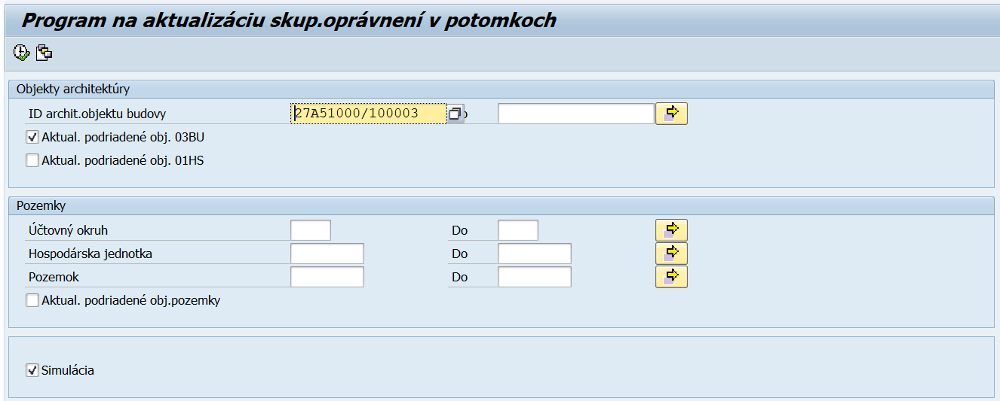 Program na aktualizáciu skup.oprávnení v potomkoch
Objekty architektúry
ID archit.objektu budovy 27A51000/100003
Aktual. podriadené obj. 03BU
Aktual. podriadené obj. 01HS
Pozemky
Účtovný okruh Do
Hospodárska jednotka Do
Pozemok Do
Aktual. podriadené obj.pozemky
Simulácia